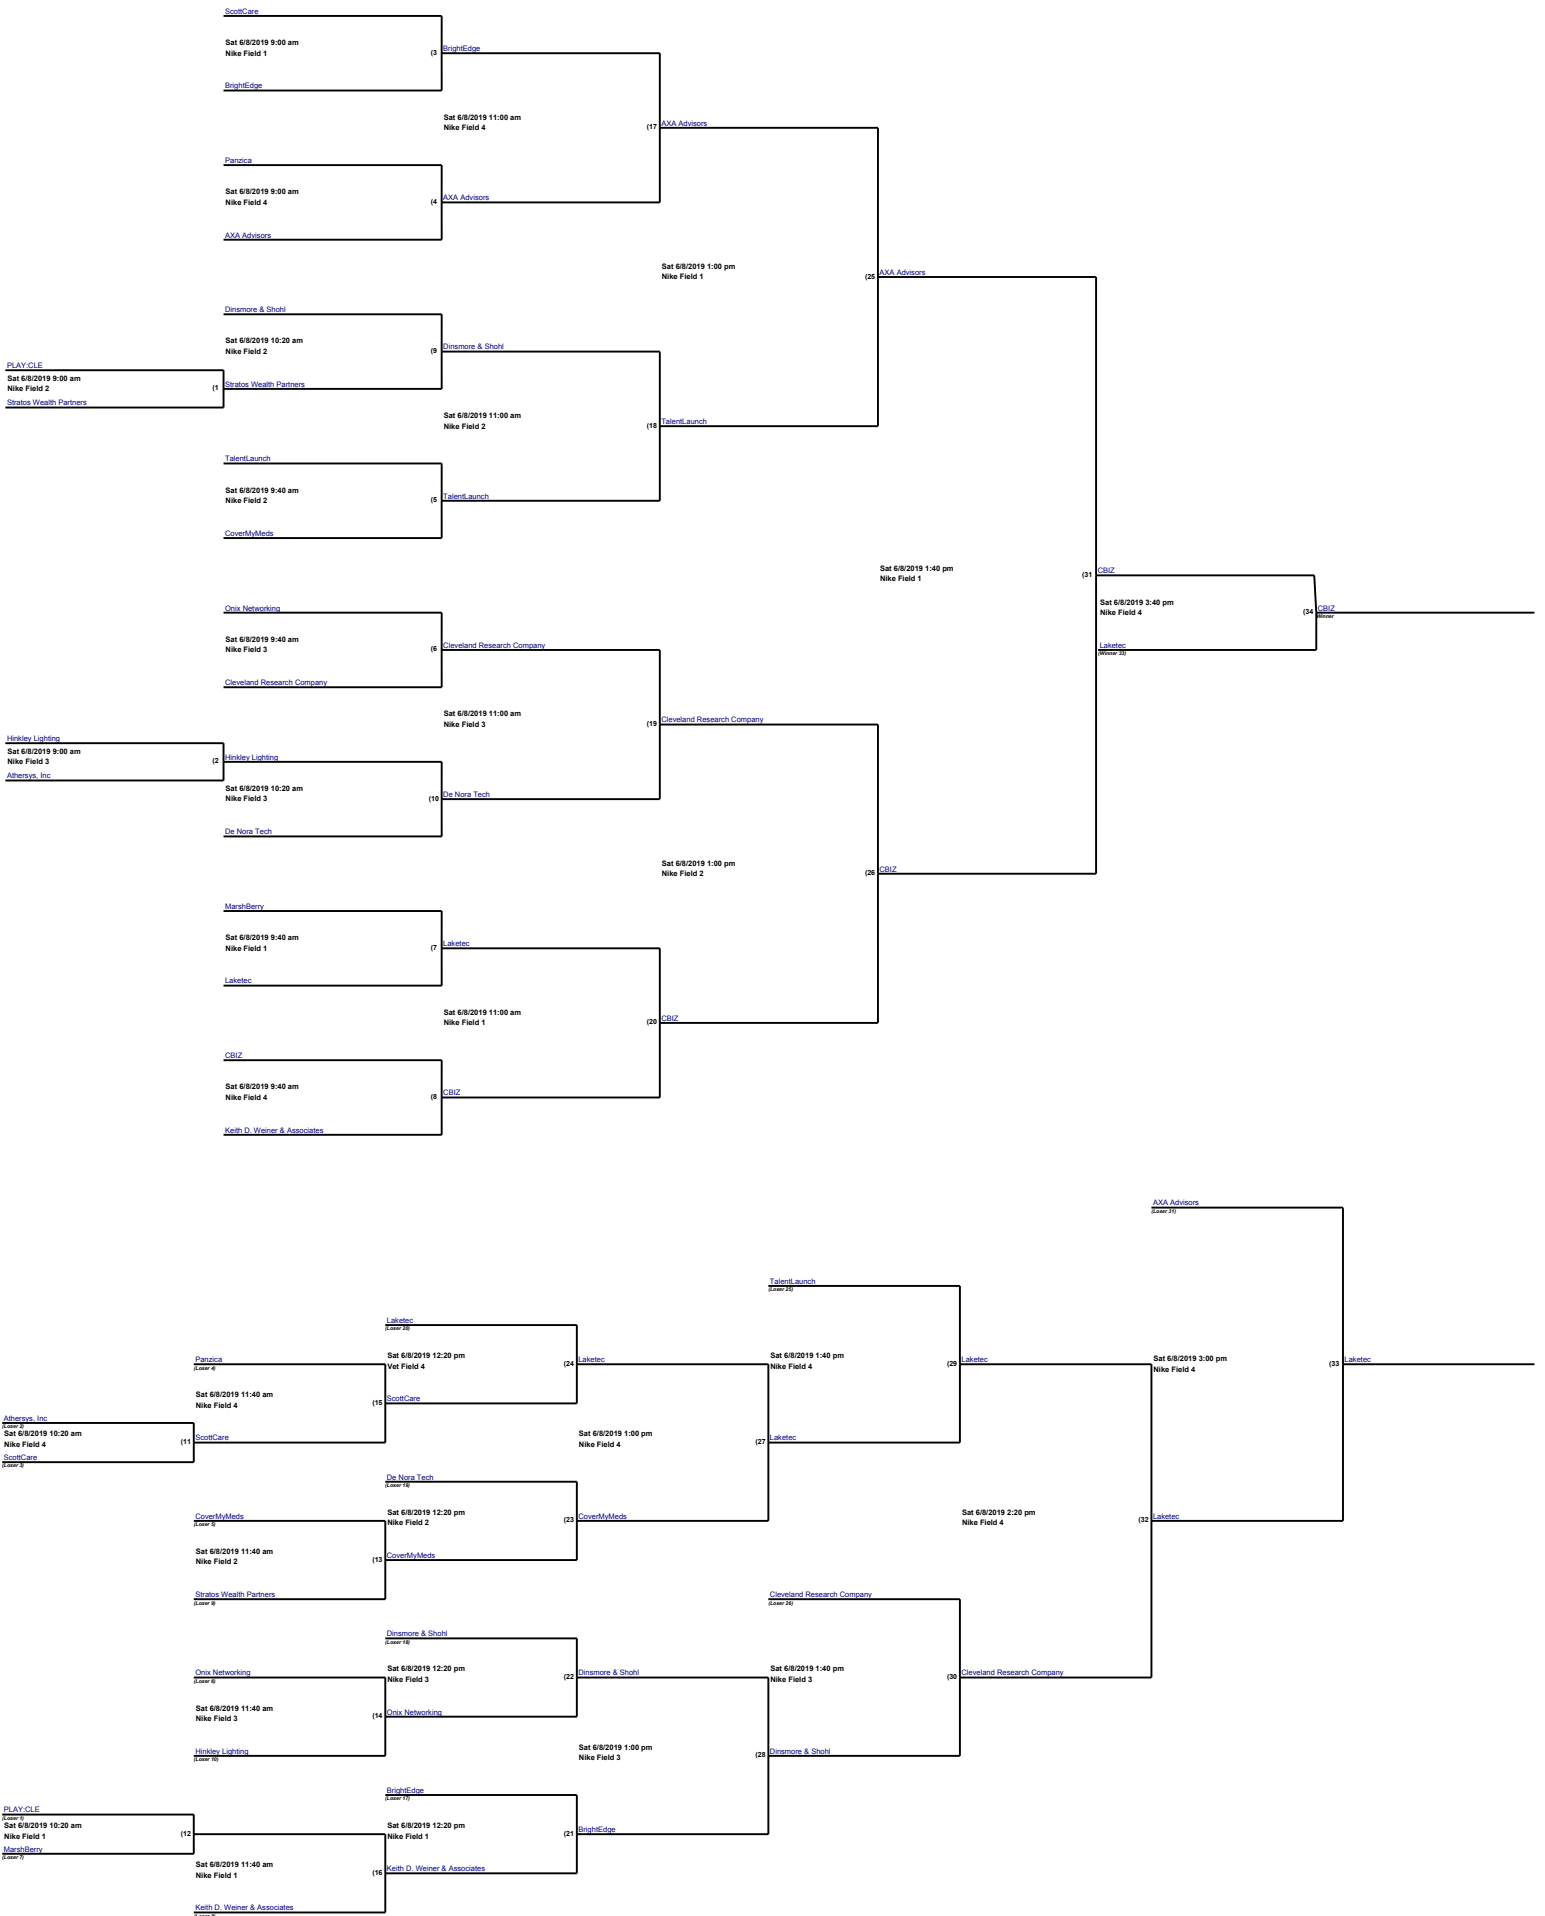 ScottCare
Sat 6/8/2019 9:00 am
Nike Field 1
(3
BrightEdge
BrightEdge
Sat 6/8/2019 11:00 am
Nike Field 4
(17
AXA Advisors
Panzica
Sat 6/8/2019 9:00 am
Nike Field 4
(4
AXA Advisors
AXA Advisors
Sat 6/8/2019 1:00 pm
Nike Field 1
(25
AXA Advisors
Dinsmore & Shohl
Sat 6/8/2019 10:20 am
Nike Field 2
(9
Dinsmore & Shohl
PLAY:CLE
Sat 6/8/2019 9:00 am
Nike Field 2
(1
Stratos Wealth Partners
Stratos Wealth Partners
Sat 6/8/2019 11:00 am
Nike Field 2
(18
TalentLaunch
TalentLaunch
Sat 6/8/2019 9:40 am
Nike Field 2
(5
TalentLaunch
CoverMyMeds
Sat 6/8/2019 1:40 pm
Nike Field 1
(31
CBIZ
Sat 6/8/2019 3:40 pm
Nike Field 4
(34
CBIZ
Winner
Laketec
(Winner 33)
Onix Networking
Sat 6/8/2019 9:40 am
Nike Field 3
(6
Cleveland Research Company
Cleveland Research Company
Sat 6/8/2019 11:00 am
Nike Field 3
(19
Cleveland Research Company
Hinkley Lighting
Sat 6/8/2019 9:00 am
Nike Field 3
(2
Hinkley Lighting
Athersys, Inc
Sat 6/8/2019 10:20 am
Nike Field 3
(10
De Nora Tech
De Nora Tech
Sat 6/8/2019 1:00 pm
Nike Field 2
(26
CBIZ
MarshBerry
Sat 6/8/2019 9:40 am
Nike Field 1
(7
Laketec
Laketec
Sat 6/8/2019 11:00 am
Nike Field 1
(20
CBIZ
CBIZ
Sat 6/8/2019 9:40 am
Nike Field 4
(8
CBIZ
Keith D. Weiner & Associates
AXA Advisors
(Loser 31)
TalentLaunch
(Loser 25)
Laketec
(Loser 20)
Panzica
(Loser 4)
Sat 6/8/2019 12:20 pm
Vet Field 4
(24
Laketec
Sat 6/8/2019 1:40 pm
Nike Field 4
(29
Laketec
Sat 6/8/2019 3:00 pm
Nike Field 4
(33
Laketec
Sat 6/8/2019 11:40 am
Nike Field 4
(15
ScottCare
Athersys, Inc
(Loser 2)
Sat 6/8/2019 10:20 am
Nike Field 4
(11
ScottCare
ScottCare
(Loser 3)
Sat 6/8/2019 1:00 pm
Nike Field 4
(27
Laketec
De Nora Tech
(Loser 19)
CoverMyMeds
(Loser 5)
Sat 6/8/2019 12:20 pm
Nike Field 2
(23
CoverMyMeds
Sat 6/8/2019 2:20 pm
Nike Field 4
(32
Laketec
Sat 6/8/2019 11:40 am
Nike Field 2
(13
CoverMyMeds
Stratos Wealth Partners
(Loser 9)
Cleveland Research Company
(Loser 26)
Dinsmore & Shohl
(Loser 18)
Onix Networking
(Loser 6)
Sat 6/8/2019 12:20 pm
Nike Field 3
(22
Dinsmore & Shohl
Sat 6/8/2019 1:40 pm
Nike Field 3
(30
Cleveland Research Company
Sat 6/8/2019 11:40 am
Nike Field 3
(14
Onix Networking
Hinkley Lighting
(Loser 10)
Sat 6/8/2019 1:00 pm
Nike Field 3
(28
Dinsmore & Shohl
BrightEdge
(Loser 17)
PLAY:CLE
(Loser 1)
Sat 6/8/2019 10:20 am
Nike Field 1
(12
MarshBerry
(Loser 7)
Sat 6/8/2019 12:20 pm
Nike Field 1
(21
BrightEdge
Sat 6/8/2019 11:40 am
Nike Field 1
(16
Keith D. Weiner & Associates
Keith D. Weiner & Associates